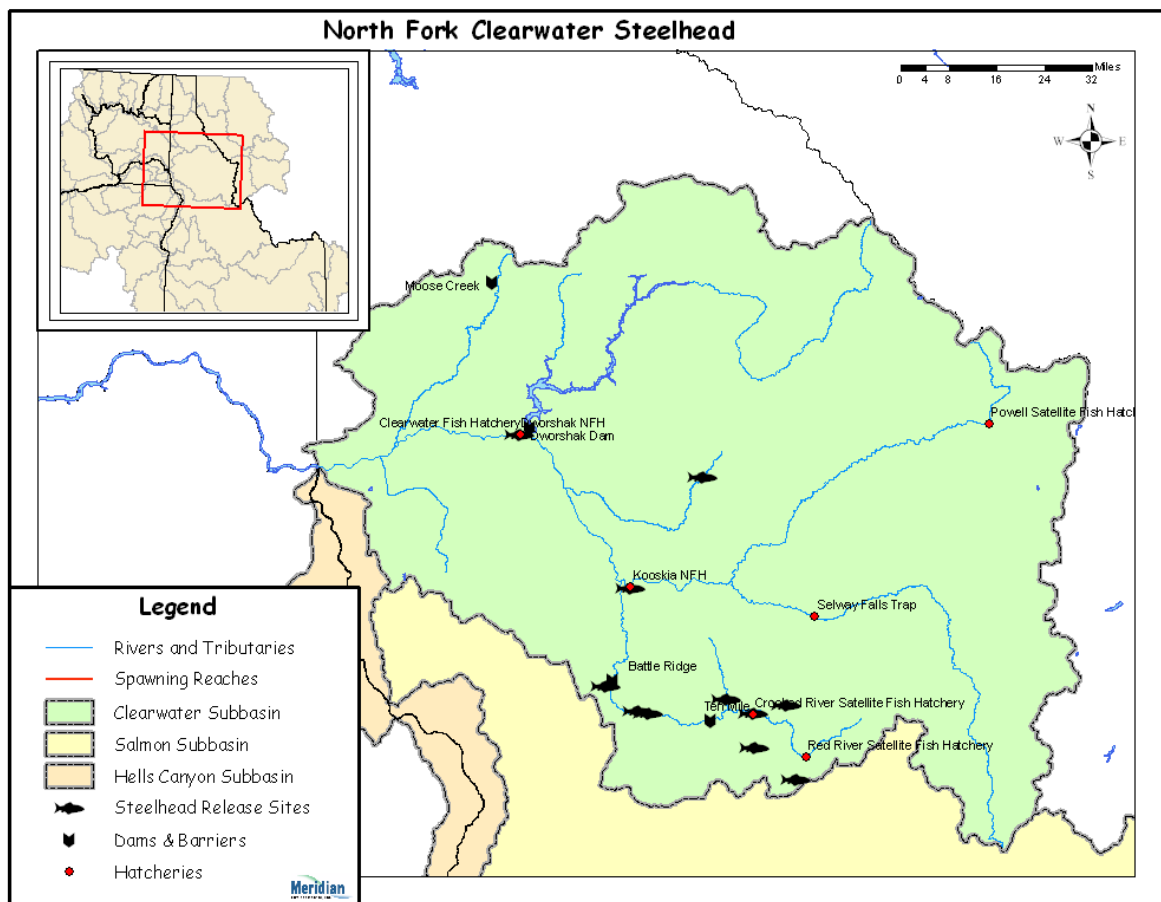 North Fork Clearwater Steelhead
Miles
0 4 8 16 24 32
N
W E
S
Moose Creek
Clearwater Fish Hatchery
Dworshak NFH
Dworshak Dam
Powell Satellite Fish Hatcl
Kooskia NFH
Selway Falls Trap
Battle Ridge
Crooked River Satellite Fish Hatchery
Red River Satellite Fish Hatchery
Legend
Rivers and Tributaries
Spawning Reaches
Clearwater Subbasin
Salmon Subbasin
Hells Canyon Subbasin
Steelhead Release Sites
Dams & Barriers
Hatcheries
Meridian